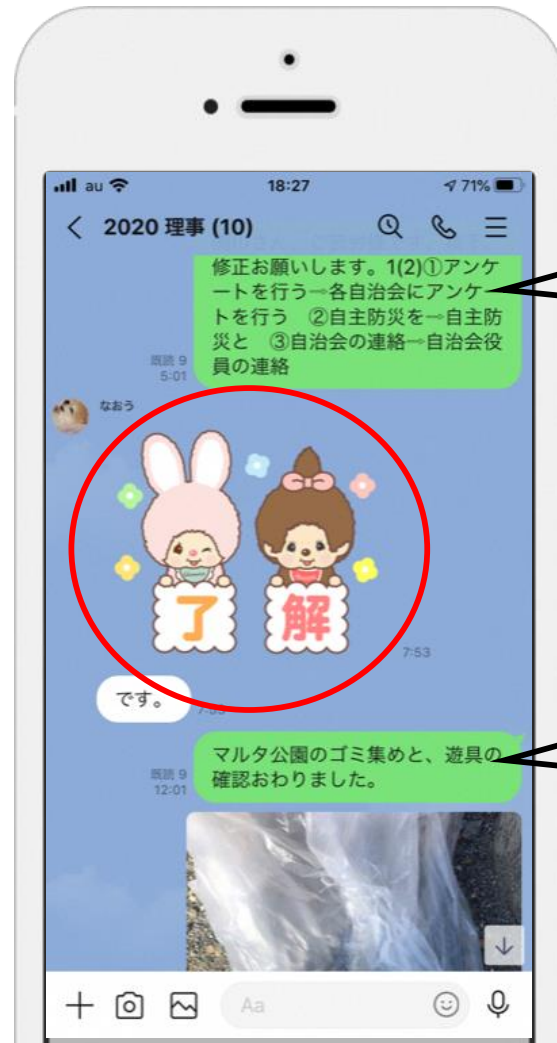 au 18:27 71%
2020 理事 (10)
修正お願いします。1(2)①アンケ
ートを行う→各自治会にアンケー
トを行う ②自主防災を→自主防
災と ③自治会の連絡→自治会役
員の連絡
既読 9
5:01
なおう
了解
7:53
です。
マルタ公園のゴミ集めと、遊具の
確認おわりました。
既読 9
12:01
Aa